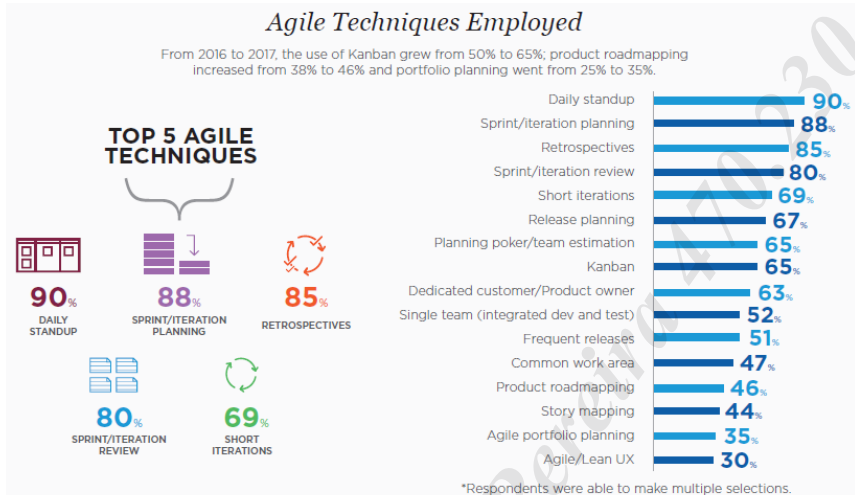 Agile Techniques Employed
From 2016 to 2017, the use of Kanban grew from 50% to 65%; product roadmapping
increased from 38% to 46% and portfolio planning went from 25% to 35%.
TOP 5 AGILE
TECHNIQUES
90%
DAILY
STANDUP
88%
SPRINT/ITERATION
PLANNING
85%
RETROSPECTIVES
80%
SPRINT/ITERATION
REVIEW
69%
SHORT
ITERATIONS
Daily standup 90%
Sprint/iteration planning 88%
Retrospectives 85%
Sprint/iteration review 80%
Short iterations 69%
Release planning 67%
Planning poker/team estimation 65%
Kanban 65%
Dedicated customer/Product owner 63%
Single team (integrated dev and test) 52%
Frequent releases 51%
Common work area 47%
Product roadmapping 46%
Story mapping 44%
Agile portfolio planning 35%
Agile/Lean UX 30%
*Respondents were able to make multiple selections.
Pereira 470.230